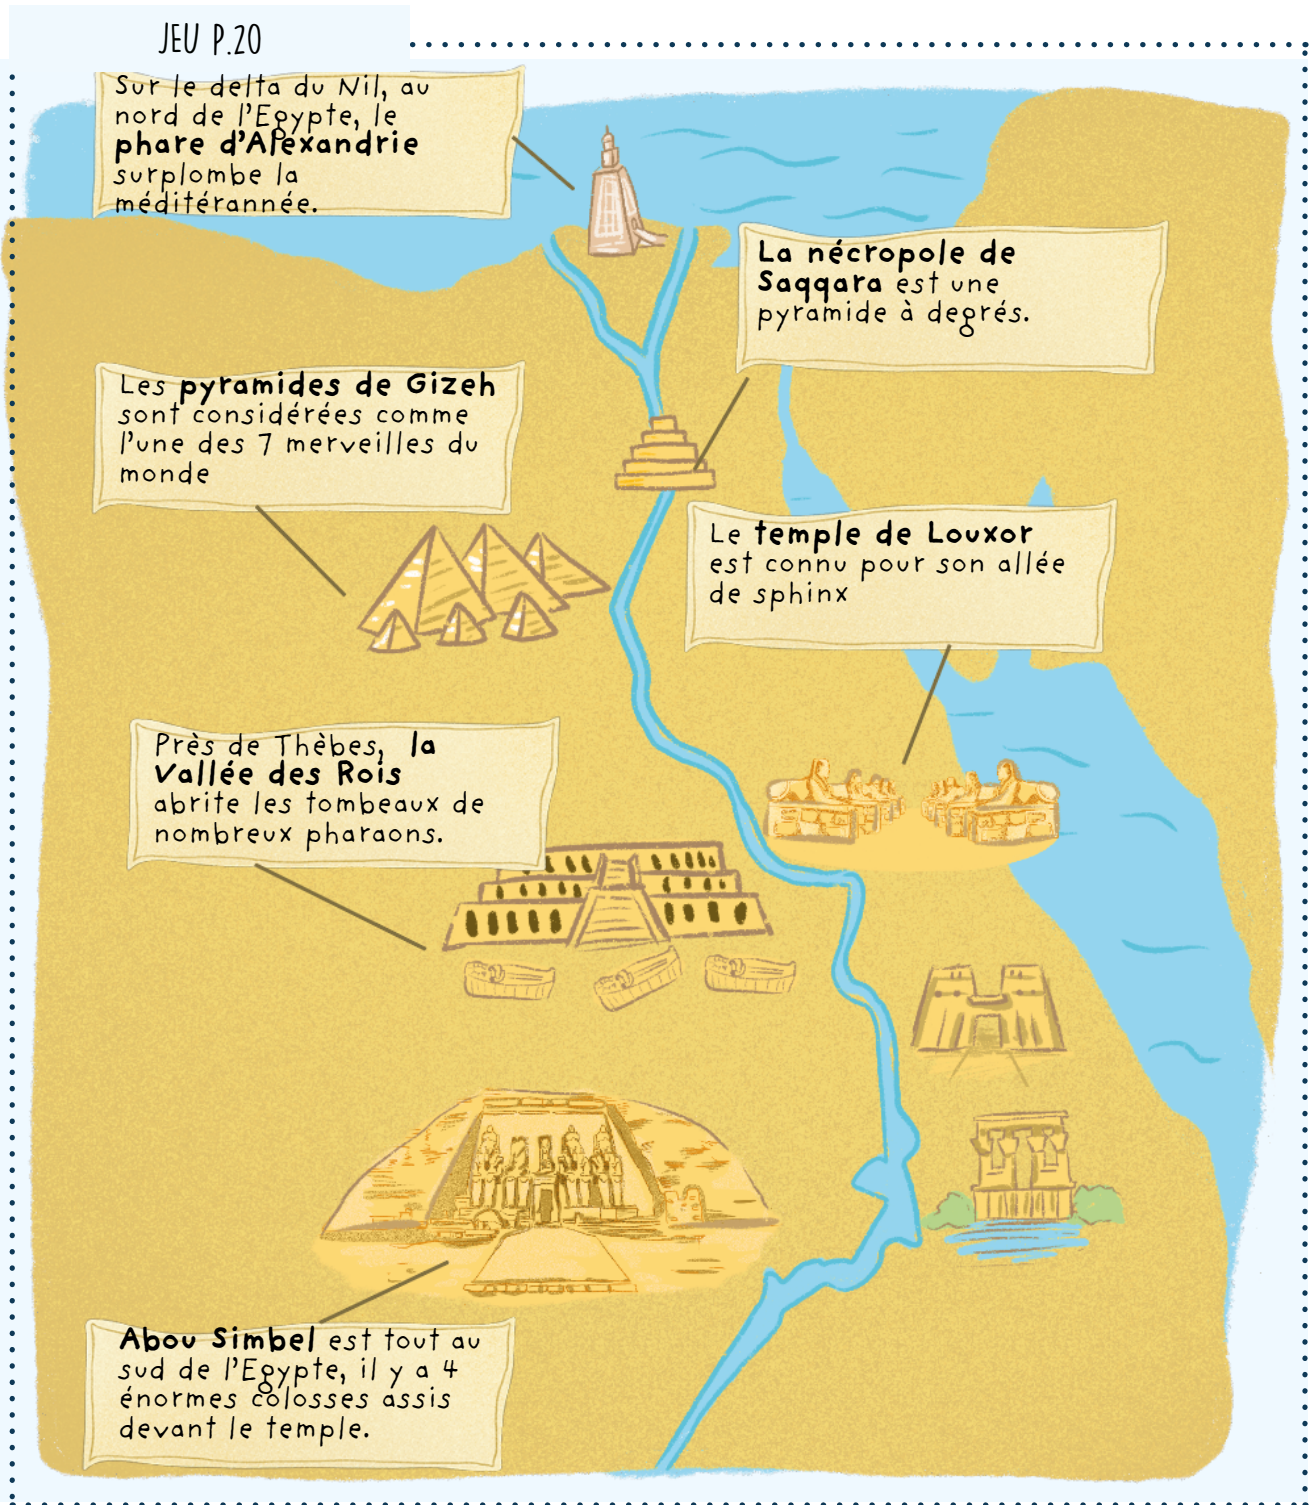 JEU P.20
Sur le delta du Nil, au
nord de l'Egypte, le
phare d'Alexandrie
surplombe la
méditérannée.
La nécropole de
Saqqara est une
pyramide à degrés.
Les pyramides de Gizeh
sont considérées comme
l'une des 7 merveilles du
monde
Le temple de Louxor
est connu pour son allée
de sphinx
Près de Thèbes, la
Vallée des Rois
abrite les tombeaux de
nombreux pharaons.
Abou Simbel est tout au
sud de l'Egypte, il y a 4
énormes colosses assis
devant le temple.